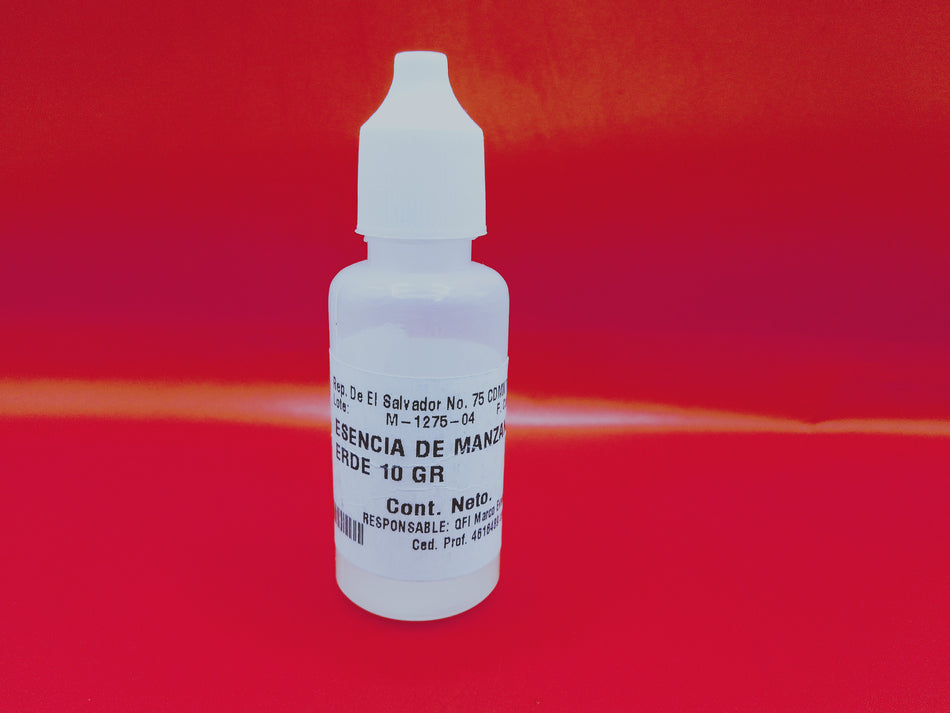 Rep. De El Salvador No. 75 CDMX
Lote:
M-1275-04
ESENCIA DE MANZA
ERDE 10 GR
Cont. Neto.
RESPONSABLE: QFI Marco
Ced. Prof.